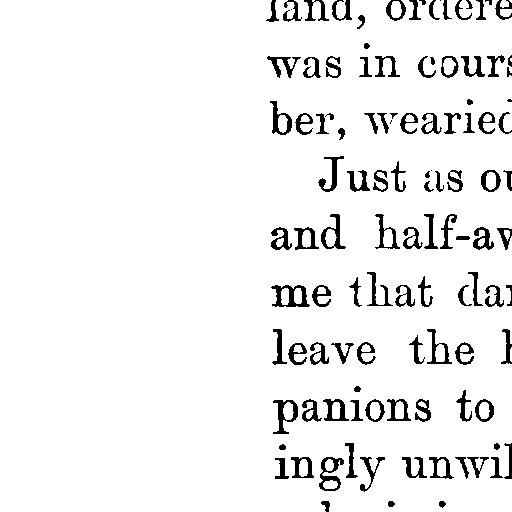 land, ordere
was in cours
ber, wearied
Just as ou
and half-aw
me that dar
leave the h
panions to
ingly unwil